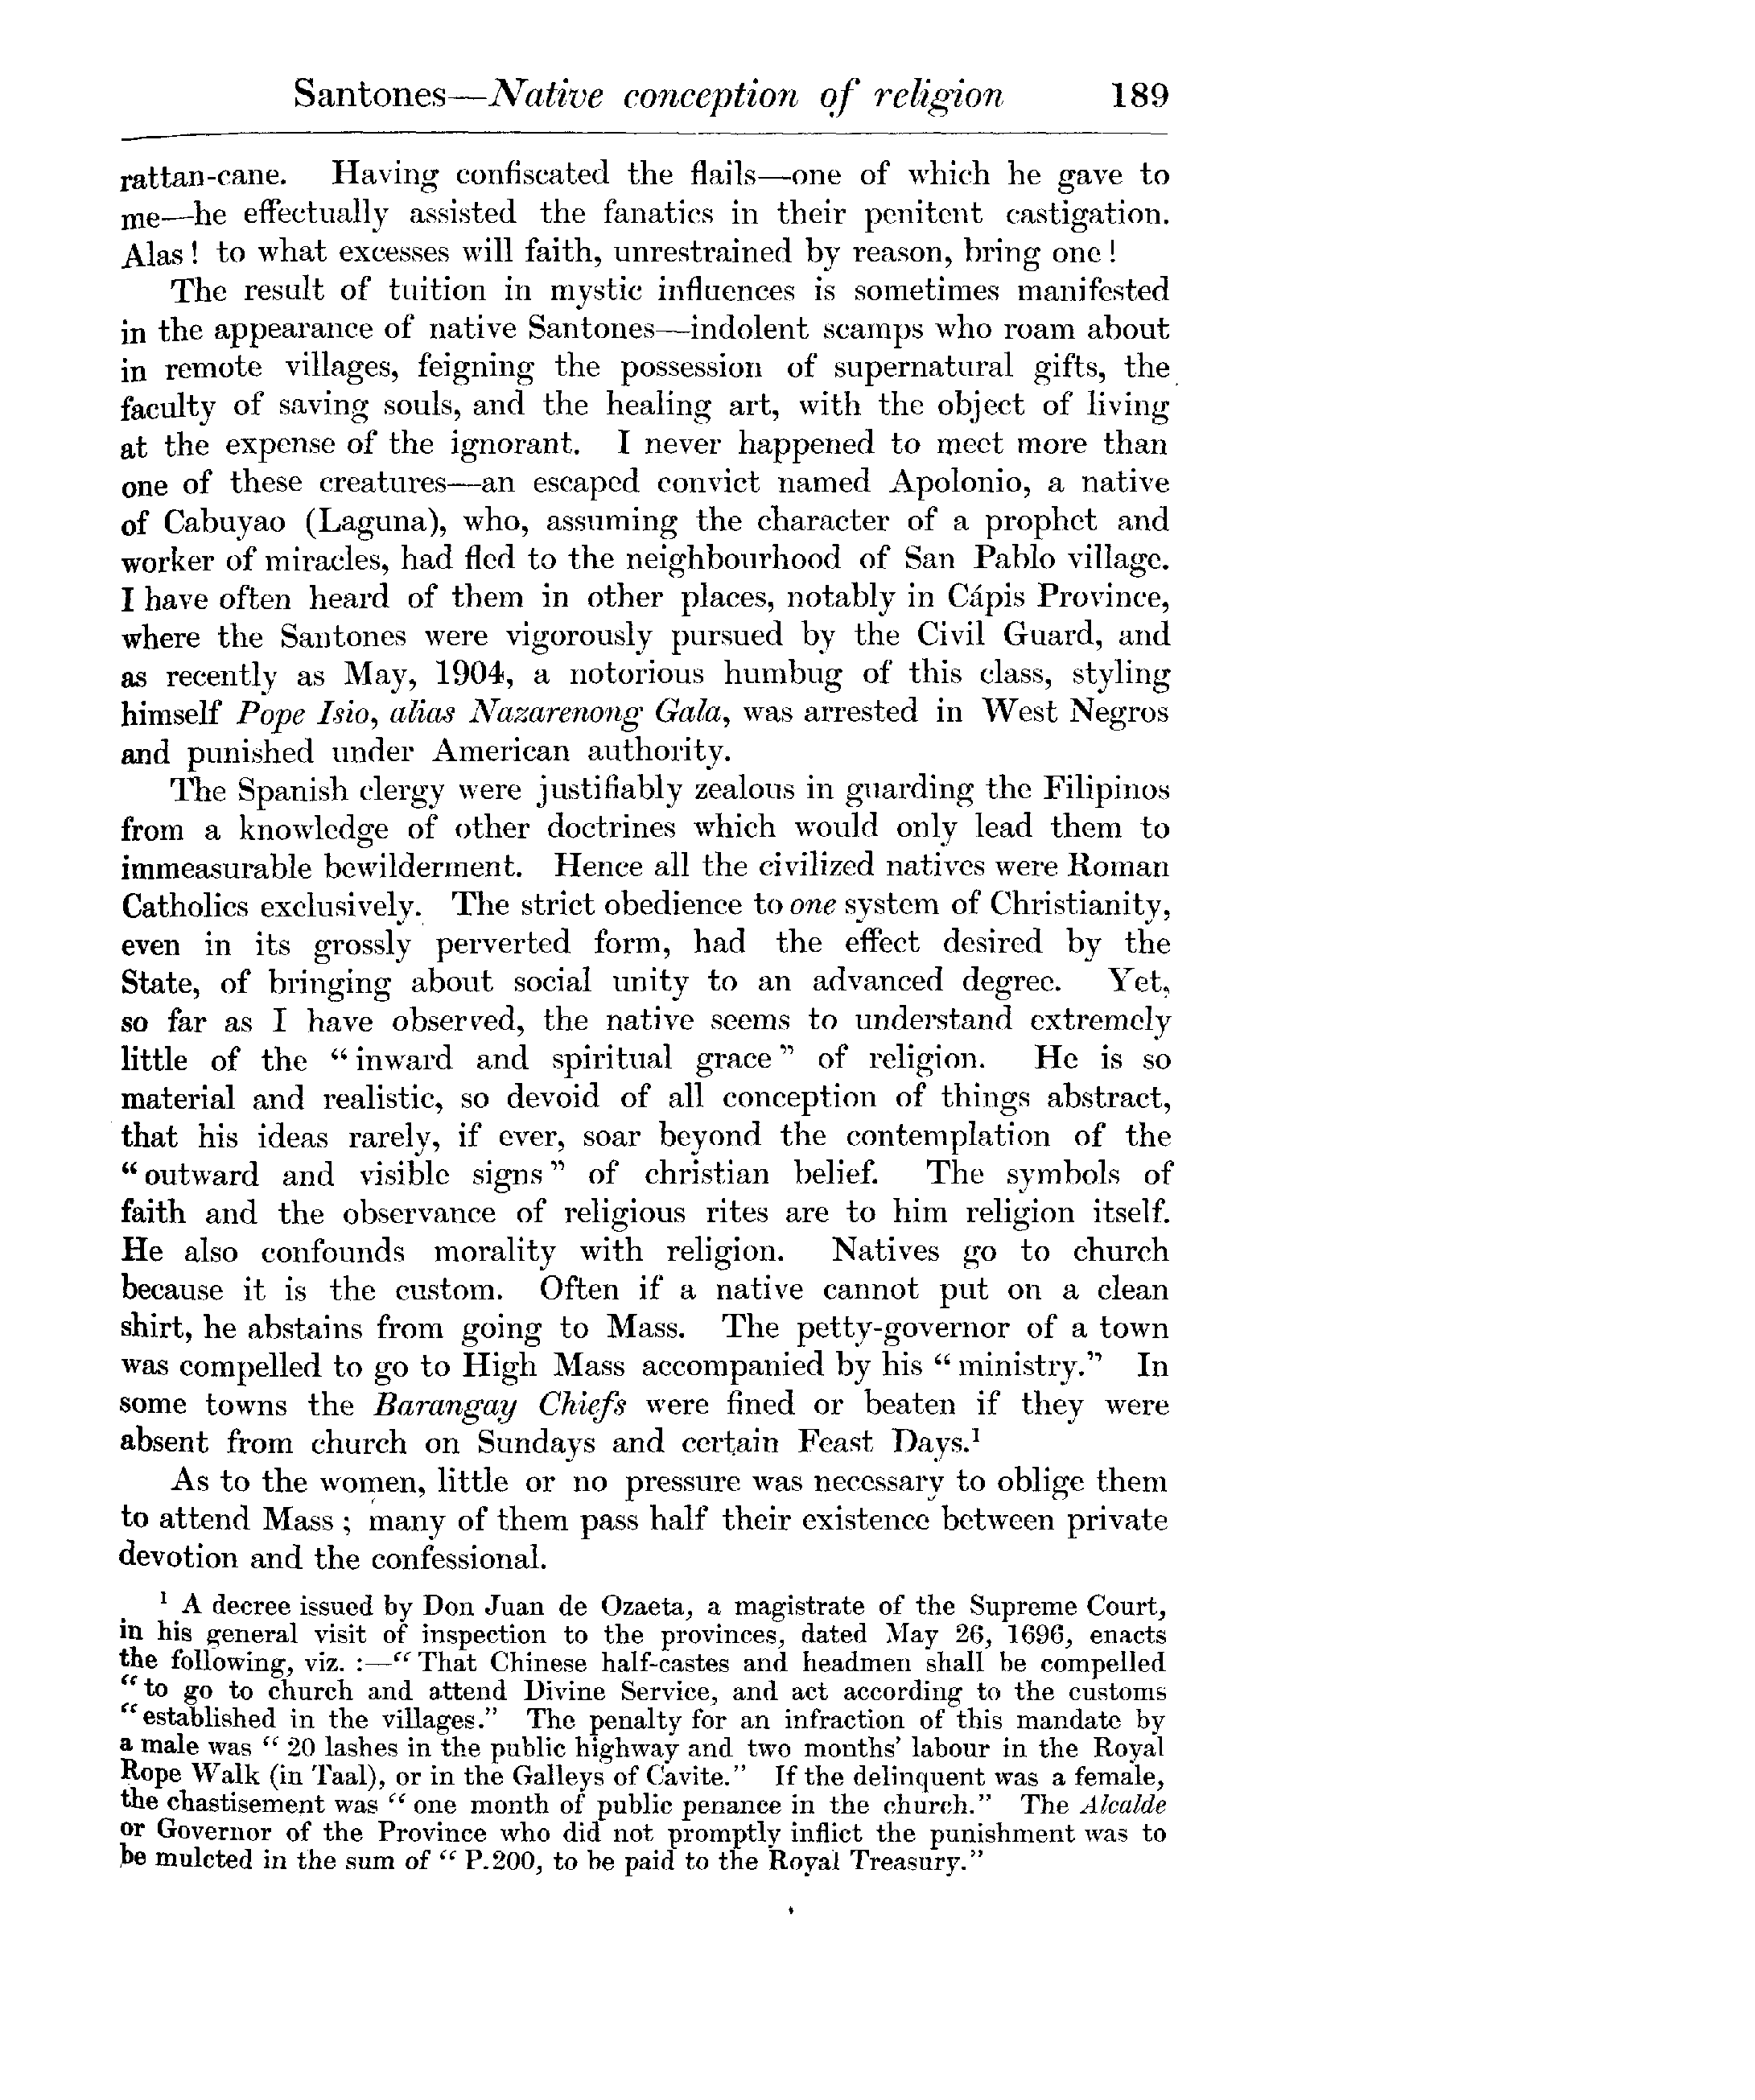 Santones—Native conception of religion 189
rattan-cane. Having confiscated the flails—one of which he gave to
me—he effectually assisted the fanatics in their penitent castigation.
Alas! to what excesses will faith, unrestrained by reason, bring one!
The result of tuition in mystic influences is sometimes manifested
in the appearance of native Santones—indolent scamps who roam about
in remote villages, feigning the possession of supernatural gifts, the
faculty of saving souls, and the healing art, with the object of living
at the expense of the ignorant. I never happened to meet more than
one of these creatures—an escaped convict named Apolonio, a native
of Cabuyao (Laguna), who, assuming the character of a prophet and
worker of miracles, had fled to the neighbourhood of San Pablo village.
I have often heard of them in other places, notably in Cápis Province,
where the Santones were vigorously pursued by the Civil Guard, and
as recently as May, 1904, a notorious humbug of this class, styling
himself Pope Isio, alias Nazarenong Gala, was arrested in West Negros
and punished under American authority.
The Spanish clergy were justifiably zealous in guarding the Filipinos
from a knowledge of other doctrines which would only lead them to
immeasurable bewilderment. Hence all the civilized natives were Roman
Catholics exclusively. The strict obedience to one system of Christianity,
even in its grossly perverted form, had the effect desired by the
State, of bringing about social unity to an advanced degree. Yet,
so far as I have observed, the native seems to understand extremely
little of the “inward and spiritual grace” of religion. He is so
material and realistic, so devoid of all conception of things abstract,
that his ideas rarely, if ever, soar beyond the contemplation of the
“outward and visible signs” of christian belief. The symbols of
faith and the observance of religious rites are to him religion itself.
He also confounds morality with religion. Natives go to church
because it is the custom. Often if a native cannot put on a clean
shirt, he abstains from going to Mass. The petty-governor of a town
was compelled to go to High Mass accompanied by his “ministry.” In
some towns the Barangay Chiefs were fined or beaten if they were
absent from church on Sundays and certain Feast Days.¹
As to the women, little or no pressure was necessary to oblige them
to attend Mass; many of them pass half their existence between private
devotion and the confessional.
¹ A decree issued by Don Juan de Ozaeta, a magistrate of the Supreme Court,
in his general visit of inspection to the provinces, dated May 26, 1696, enacts
the following, viz. :—“That Chinese half-castes and headmen shall be compelled
“to go to church and attend Divine Service, and act according to the customs
“established in the villages.” The penalty for an infraction of this mandate by
a male was “20 lashes in the public highway and two months’ labour in the Royal
Rope Walk (in Taal), or in the Galleys of Cavite.” If the delinquent was a female,
the chastisement was “one month of public penance in the church.” The Alcalde
or Governor of the Province who did not promptly inflict the punishment was to
be mulcted in the sum of “P.200, to be paid to the Royal Treasury.”